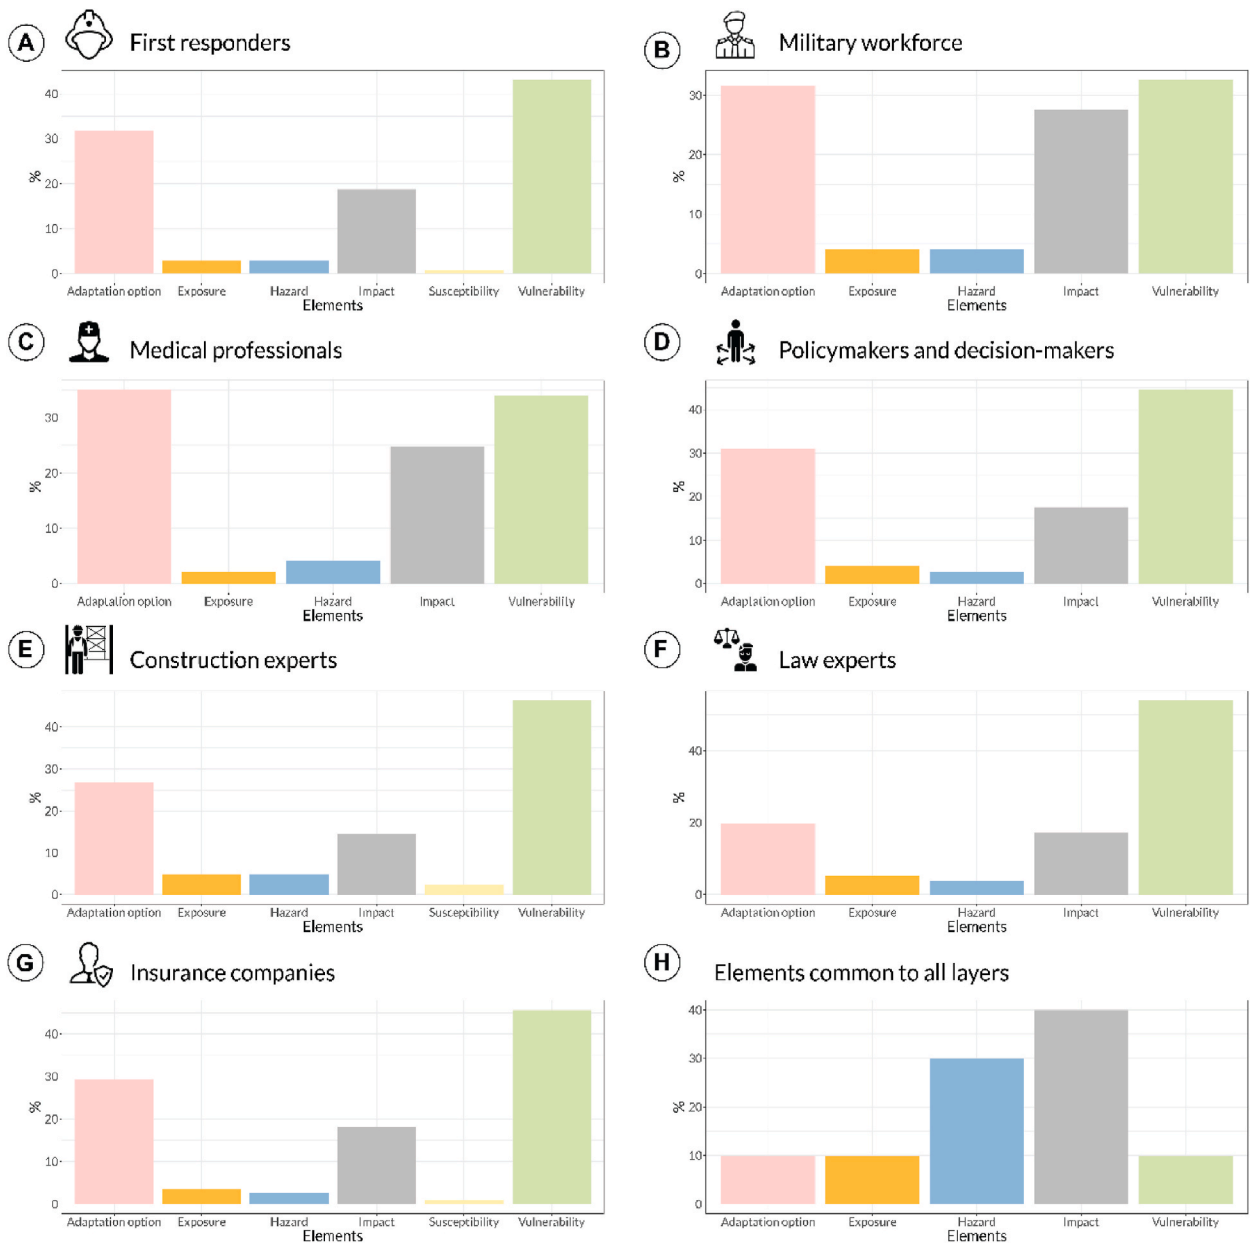 A First responders
%
40
30
20
10
0
Adaptation option Exposure Hazard Impact Susceptibility Vulnerability
Elements
B Military workforce
%
30
20
10
0
Adaptation option Exposure Hazard Impact Vulnerability
Elements
C Medical professionals
%
30
20
10
0
Adaptation option Exposure Hazard Impact Vulnerability
Elements
D Policymakers and decision-makers
%
40
30
20
10
0
Adaptation option Exposure Hazard Impact Vulnerability
Elements
E Construction experts
%
40
30
20
10
0
Adaptation option Exposure Hazard Impact Susceptibility Vulnerability
Elements
F Law experts
%
40
20
0
Adaptation option Exposure Hazard Impact Vulnerability
Elements
G Insurance companies
%
40
30
20
10
0
Adaptation option Exposure Hazard Impact Susceptibility Vulnerability
Elements
H Elements common to all layers
%
40
30
20
10
0
Adaptation option Exposure Hazard Impact Vulnerability
Elements